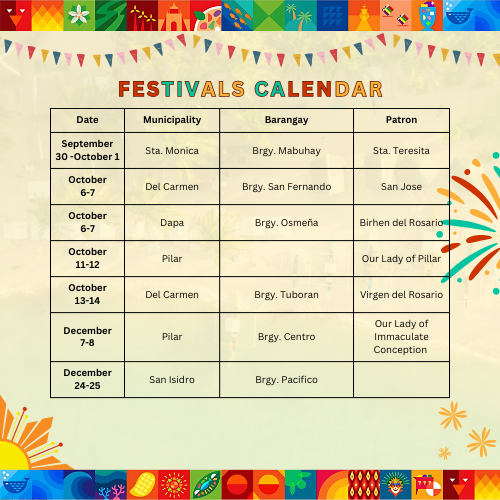 FESTIVALS CALENDAR
Date Municipality Barangay Patron
September
30 -October 1 Sta. Monica Brgy. Mabuhay Sta. Teresita
October
6-7 Del Carmen Brgy. San Fernando San Jose
October
6-7 Dapa Brgy. Osmeña Birhen del Rosario
October
11-12 Pilar Our Lady of Pillar
October
13-14 Del Carmen Brgy. Tuboran Virgen del Rosario
December
7-8 Pilar Brgy. Centro Our Lady of
Immaculate
Conception
December
24-25 San Isidro Brgy. Pacifico